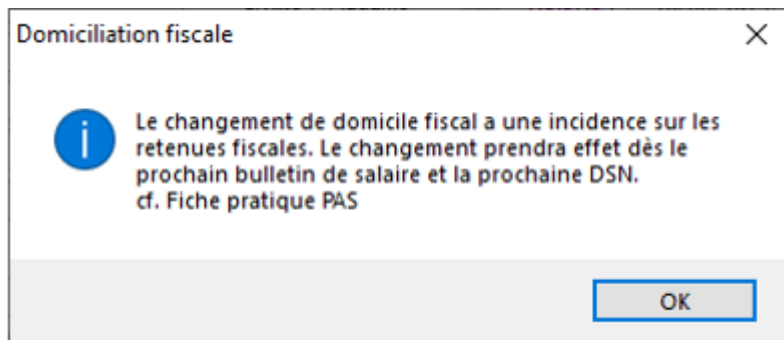 Domiciliation fiscale
Le changement de domicile fiscal a une incidence sur les
retenues fiscales. Le changement prendra effet dès le
prochain bulletin de salaire et la prochaine DSN.
cf. Fiche pratique PAS
OK